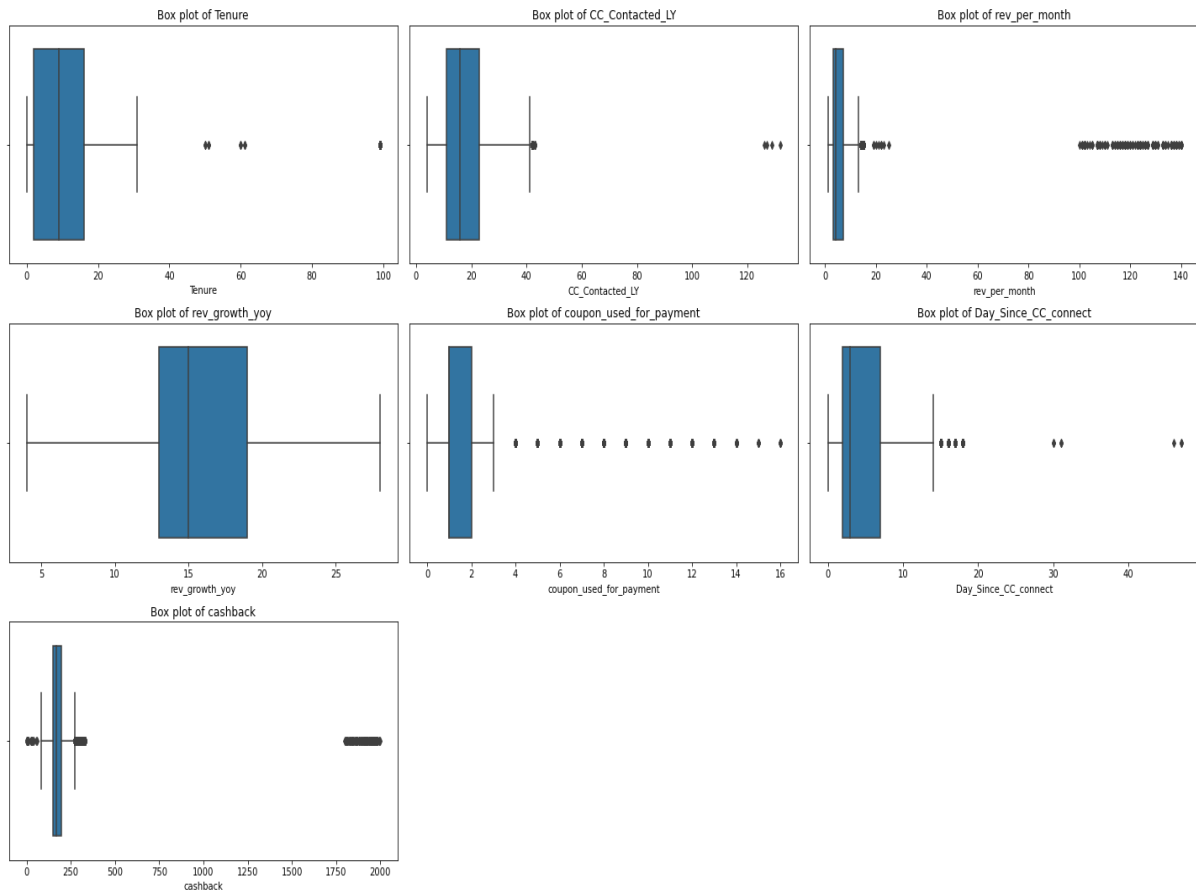 Box plot of Tenure
0 20 40 60 80 100
Tenure
Box plot of CC_Contacted_LY
0 20 40 60 80 100 120
CC_Contacted_LY
Box plot of rev_per_month
0 20 40 60 80 100 120 140
rev_per_month
Box plot of rev_growth_yoy
5 10 15 20 25
rev_growth_yoy
Box plot of coupon_used_for_payment
0 2 4 6 8 10 12 14 16
coupon_used_for_payment
Box plot of Day_Since_CC_connect
0 10 20 30 40
Day_Since_CC_connect
Box plot of cashback
0 250 500 750 1000 1250 1500 1750 2000
cashback